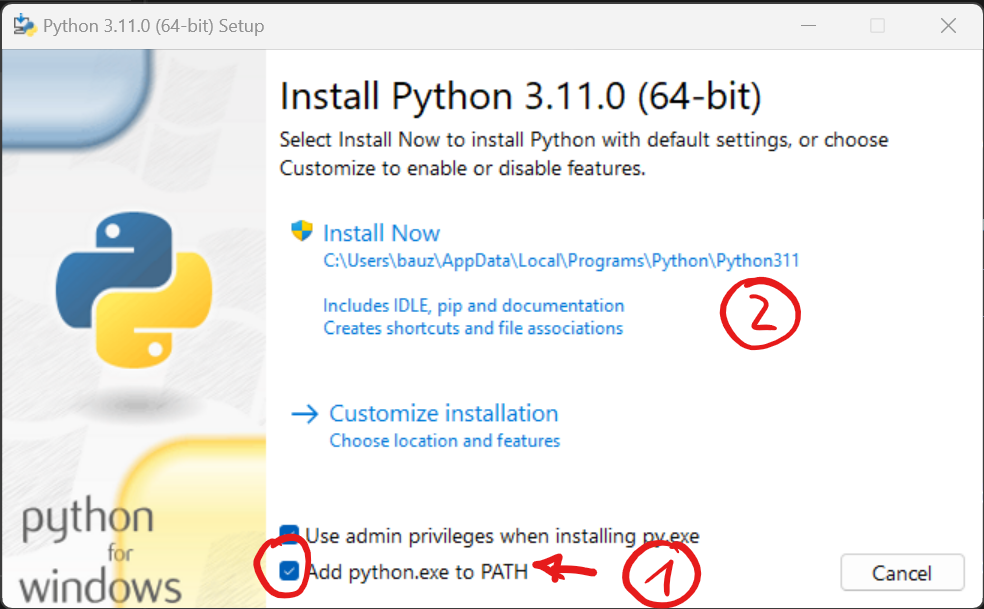 Python 3.11.0 (64-bit) Setup
Install Python 3.11.0 (64-bit)
Select Install Now to install Python with default settings, or choose
Customize to enable or disable features.
Install Now
C:\Users\bauz\AppData\Local\Programs\Python\Python311
Includes IDLE, pip and documentation
Creates shortcuts and file associations
2
Customize installation
Choose location and features
python
for
windows
Use admin privileges when installing py.exe
Add python.exe to PATH
1
Cancel